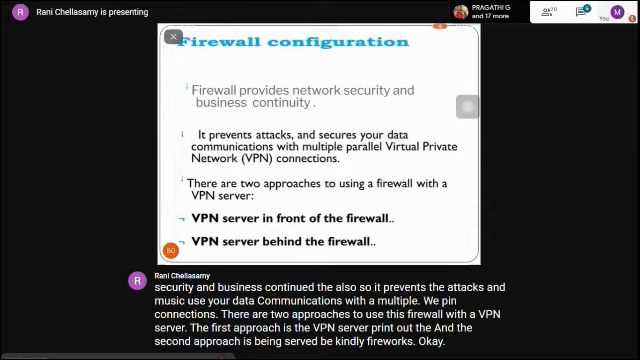 Rani Chellasamy is presenting
PRAGATHI G
and 17 more
70
6
You
Firewall configuration
Firewall provides network security and
business continuity .
It prevents attacks, and secures your data
communications with multiple parallel Virtual Private
Network (VPN) connections.
There are two approaches to using a firewall with a
VPN server:
VPN server in front of the firewall..
VPN server behind the firewall..
80
Rani Chellasamy
security and business continued the also so it prevents the attacks and
music use your data Communications with a multiple. We pin
connections. There are two approaches to use this firewall with a VPN
server. The first approach is the VPN server print out the And the
second approach is being served be kindly fireworks. Okay.